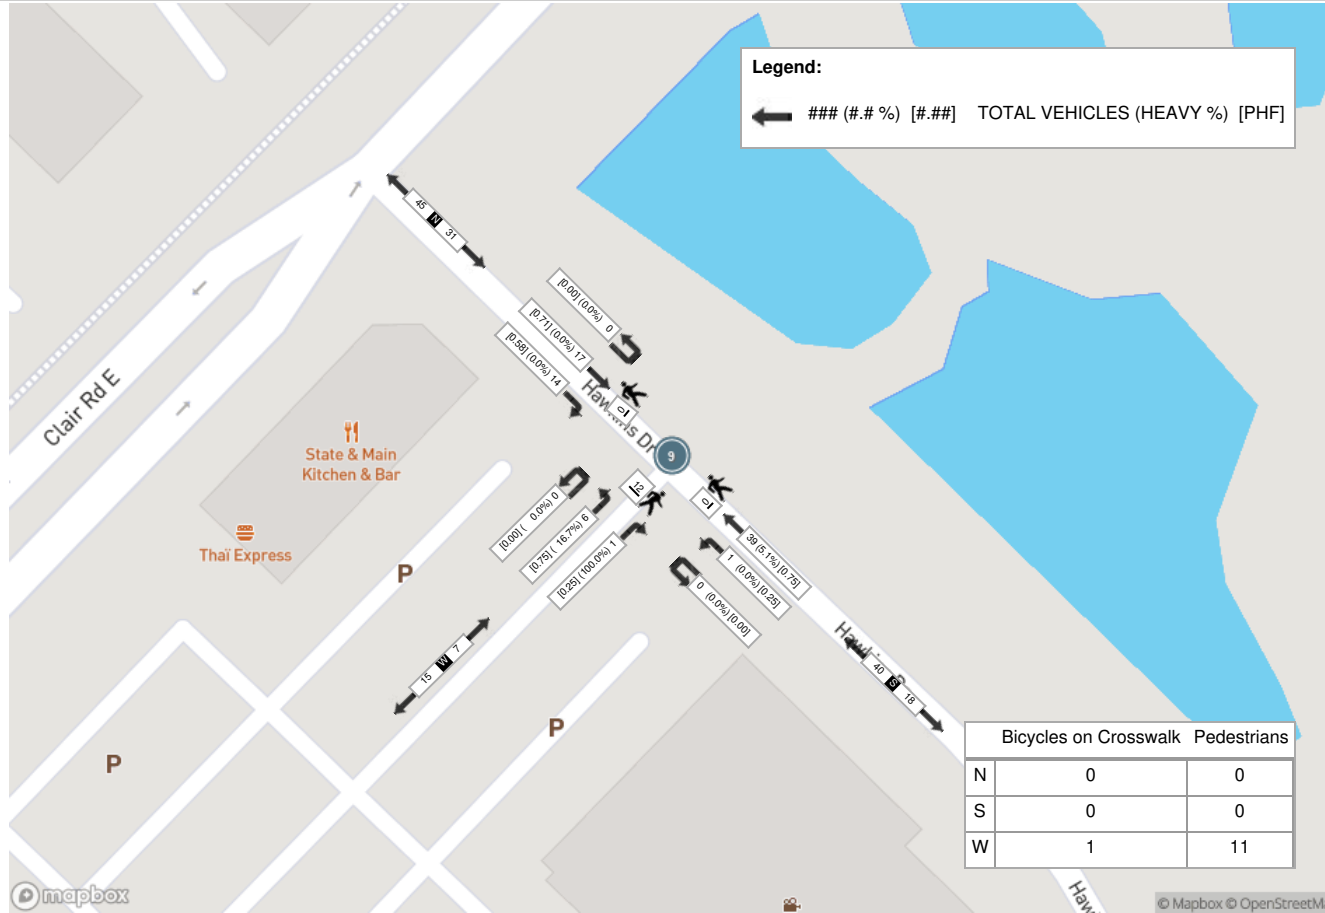 Legend:
### (#.# %) [#.##] TOTAL VEHICLES (HEAVY %) [PHF]
45 N 31
[0.00] (0.0%) 0
[0.71] (0.0%) 17
[0.58] (0.0%) 14
Clair Rd E
State & Main
Kitchen & Bar
Thaï Express
9
12
0
0
[0.00] ( 0.0%) 0
[0.75] ( 16.7%) 6
[0.25] (100.0%) 1
39 (5.1%) [0.75]
1 (0.0%) [0.25]
0 (0.0%) [0.00]
P
15 W 7
40 S 18
P
P
Bicycles on Crosswalk Pedestrians
N 0 0
S 0 0
W 1 11
mapbox
© Mapbox © OpenStreetM